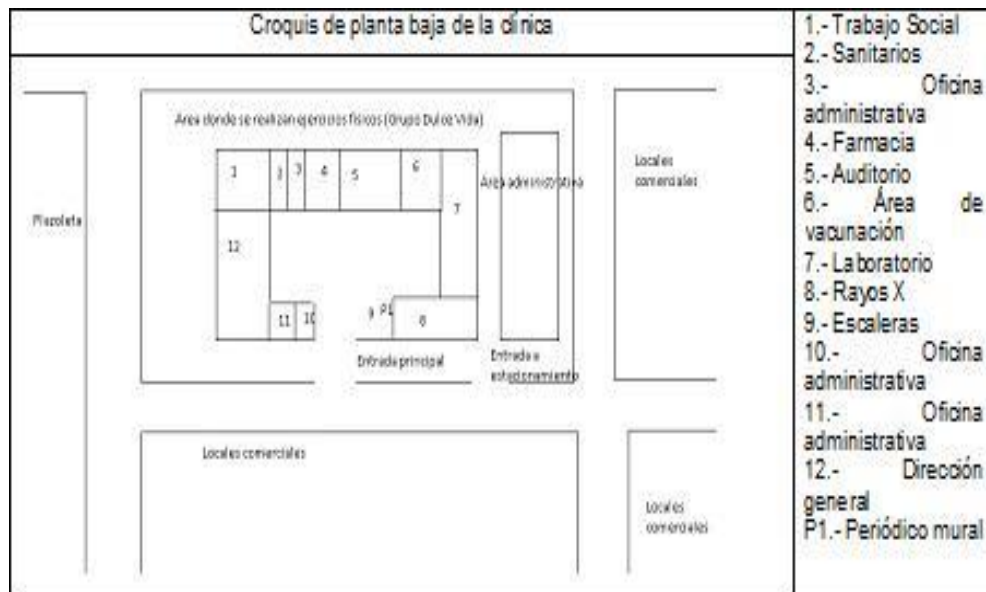 Croquis de planta baja de la clínica
Area donde se realizan ejercicios físicos (Grupo Dulce Vida)
1
2
3
4
5
6
Area administrativa
Locales
comerciales
7
Plazoleta
12
11
10
9
P1
8
Entrada principal
Entrada a
estacionamiento
Locales comerciales
Locales
comerciales
1.- Trabajo Social
2.- Sanitarios
3.- Oficina
administrativa
4.- Farmacia
5.- Auditorio
6.- Área de
vacunación
7.- Laboratorio
8.- Rayos X
9.- Escaleras
10.- Oficina
administrativa
11.- Oficina
administrativa
12.- Dirección
general
P1.- Periódico mural